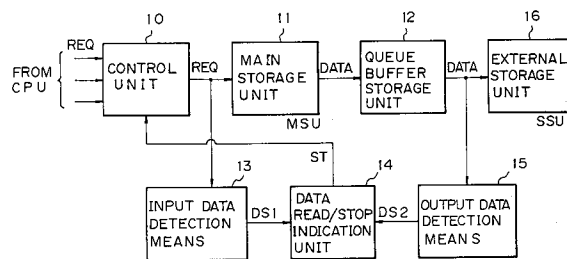 10
11
12
16
REQ
FROM CPU
CONTROL UNIT
REQ
MAIN STORAGE UNIT
MSU
DATA
QUEUE BUFFER STORAGE UNIT
DATA
EXTERNAL STORAGE UNIT
SSU
ST
13
14
15
INPUT DATA DETECTION MEANS
DS1
DATA READ/STOP INDICATION UNIT
DS2
OUTPUT DATA DETECTION MEANS